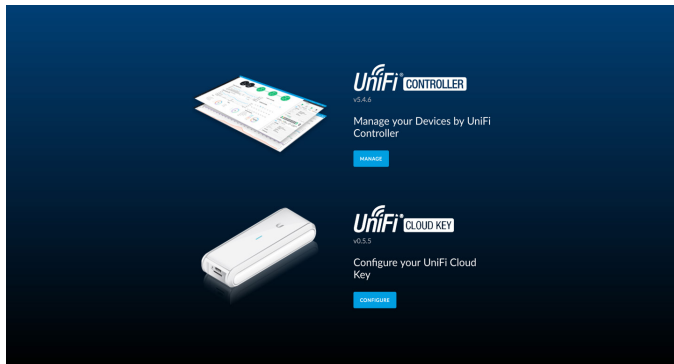 UniFi® CONTROLLER
v5.4.6
Manage your Devices by UniFi
Controller
MANAGE
UniFi® CLOUD KEY
v0.5.5
Configure your UniFi Cloud
Key
CONFIGURE